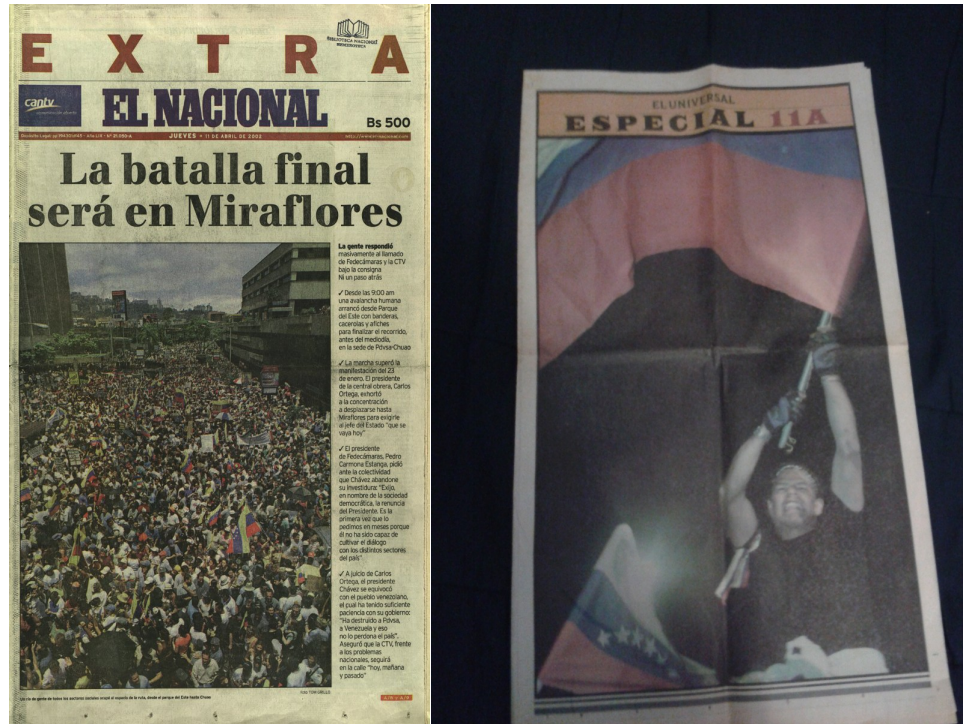 BIBLIOTECA NACIONAL
HEMEROTECA
EXTRA
cantv
EL NACIONAL
Bs 500
JUEVES • 11 DE ABRIL DE 2002
La batalla final
será en Miraflores
La gente respondió
masivamente al llamado
de Fedecámaras y la CTV
bajo la consigna
Ni un paso atrás
✓ Desde las 9:00 am
una avalancha humana
arrancó desde Parque
del Este con banderas,
cacerolas y afiches
para finalizar el recorrido,
antes del mediodía,
en la sede de Pdvsa-Chuao
✓ La marcha superó la
manifestación del 23
de enero. El presidente
de la central obrera, Carlos
Ortega, exhortó
a la concentración
a desplazarse hasta
Miraflores para exigirle
al jefe del Estado "que se
vaya hoy"
✓ El presidente
de Fedecámaras, Pedro
Carmona Estanga, pidió
ante la colectividad
que Chávez abandone
su investidura: "Exijo,
en nombre de la sociedad
democrática, la renuncia
del Presidente. Es la
primera vez que lo
pedimos en meses porque
él no ha sido capaz de
cultivar el diálogo
con los distintos sectores
del país"
✓ A juicio de Carlos
Ortega, el presidente
Chávez se equivocó
con el pueblo venezolano,
el cual ha tenido suficiente
paciencia con su gobierno:
"Ha destruido a Pdvsa,
a Venezuela y eso
no lo perdona el país".
Aseguró que la CTV, frente
a los problemas
nacionales, seguirá
en la calle "hoy, mañana
y pasado"
EL UNIVERSAL
ESPECIAL 11A